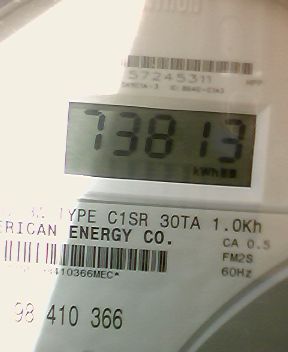 57245311
73813
kWh
TYPE C1SR 30TA 1.0Kh
ERICAN ENERGY CO.
CA 0.5
FM2S
60Hz
410366MEC*
98 410 366